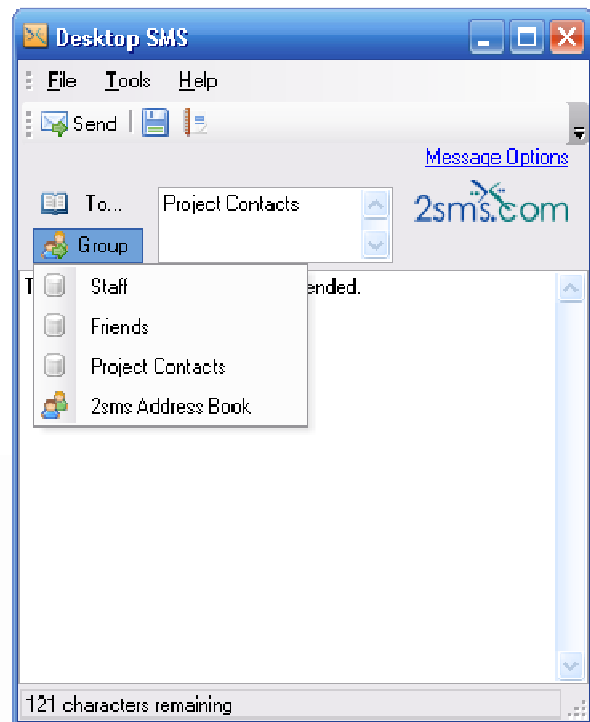 Desktop SMS
File Tools Help
Send
Message Options
To... Project Contacts
2sms.com
Group
ended.
Staff
Friends
Project Contacts
2sms Address Book
121 characters remaining